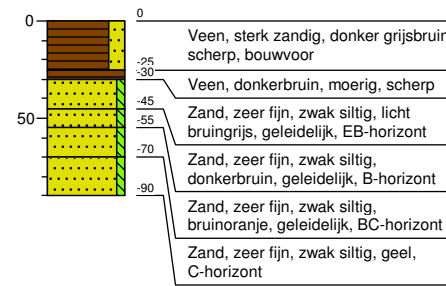 0
0
Veen, sterk zandig, donker grijsbruin
scherp, bouwvoor
-25
-30
Veen, donkerbruin, moerig, scherp
-45
Zand, zeer fijn, zwak siltig, licht
bruingrijs, geleidelijk, EB-horizont
50
-55
Zand, zeer fijn, zwak siltig,
donkerbruin, geleidelijk, B-horizont
-70
Zand, zeer fijn, zwak siltig,
bruinoranje, geleidelijk, BC-horizont
-90
Zand, zeer fijn, zwak siltig, geel,
C-horizont